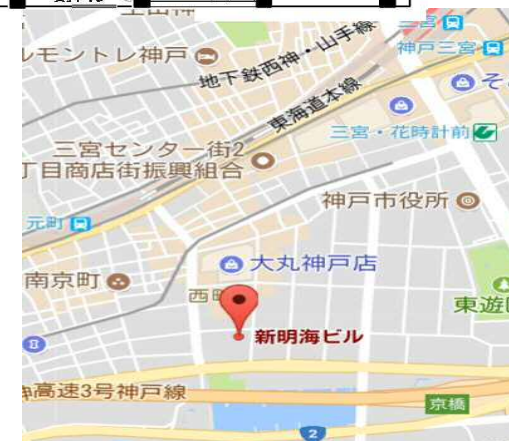 三宮
ルモントレ神戸
地下鉄西神・山手線
神戸三宮
そ
東海道本線
三宮・花時計前
三宮センター街2
丁目商店街振興組合
神戸市役所
元町
大丸神戸店
南京町
西町
東遊
新明海ビル
高速3号神戸線
京橋
2